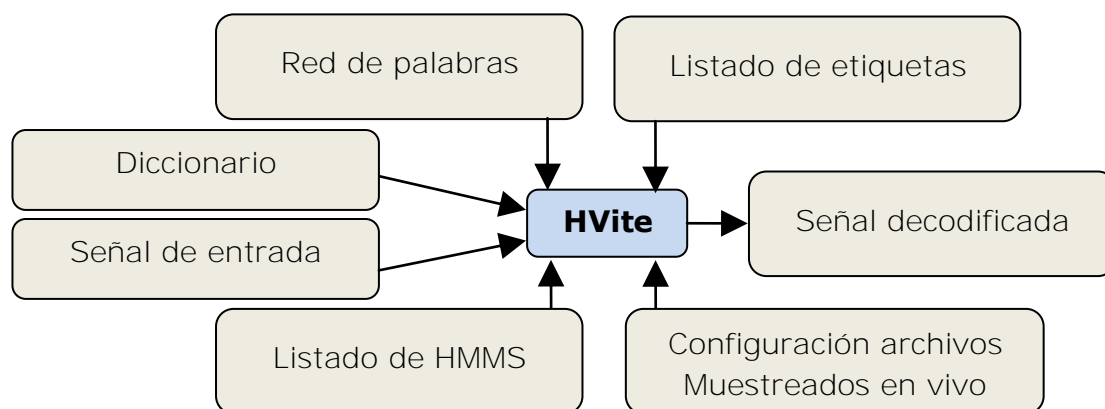 Red de palabras
Listado de etiquetas
Diccionario
HVite
Señal decodificada
Señal de entrada
Listado de HMMS
Configuración archivos
Muestreados en vivo